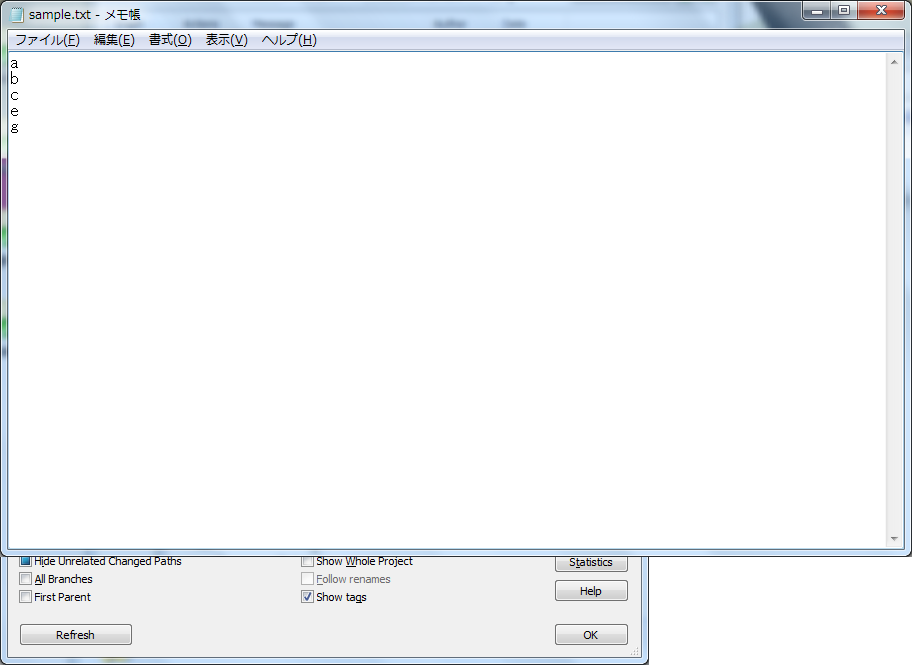 sample.txt - メモ帳
ファイル(F) 編集(E) 書式(O) 表示(V) ヘルプ(H)
a
b
c
e
g
Hide Unrelated Changed Paths
Show Whole Project
Statistics
All Branches
Follow renames
Help
First Parent
Show tags
Refresh
OK